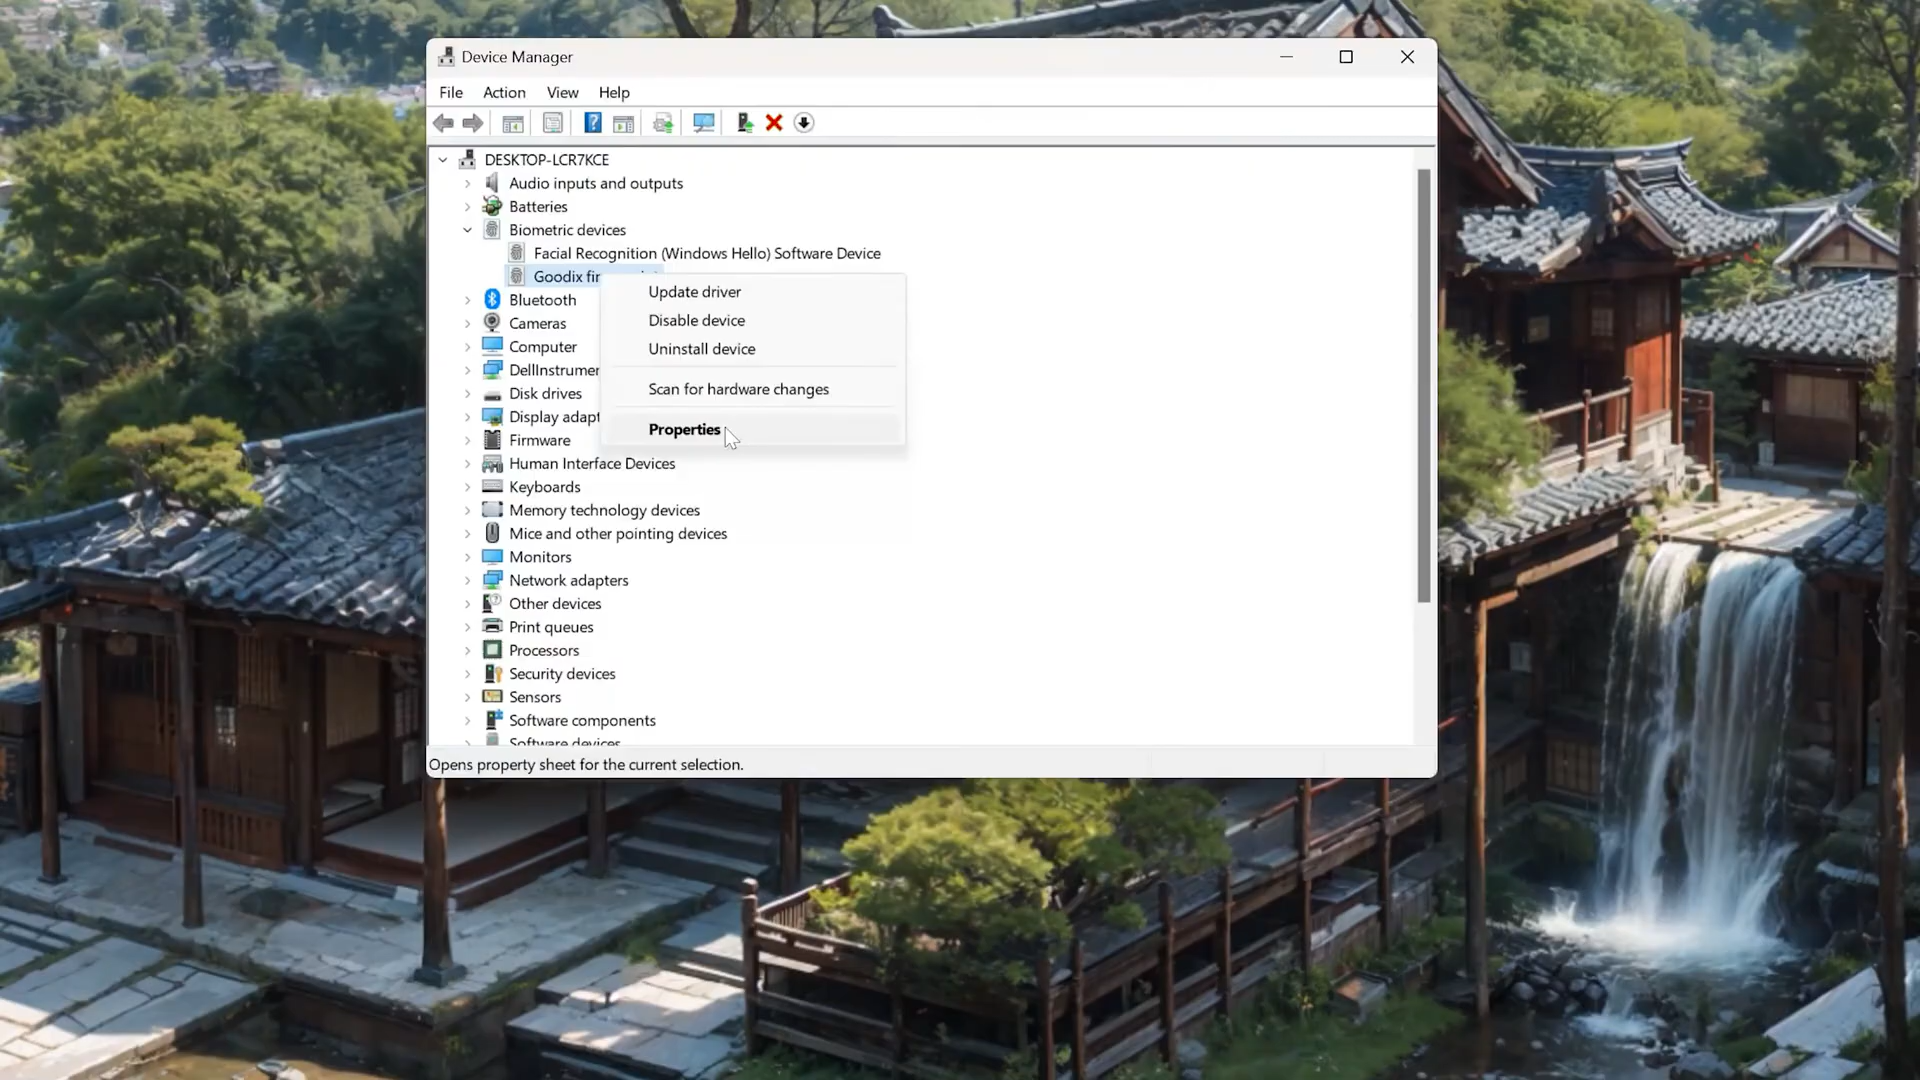 Device Manager
File Action View Help
DESKTOP-LCR7KCE
Audio inputs and outputs
Batteries
Biometric devices
Facial Recognition (Windows Hello) Software Device
Goodix
Update driver
Bluetooth
Disable device
Cameras
Computer
Uninstall device
Disk drives
Scan for hardware changes
Display
Properties
Firmware
Human Interface Devices
Keyboards
Memory technology devices
Mice and other pointing devices
Monitors
Network adapters
Other devices
Print queues
Processors
Security devices
Sensors
Software components
Software devices
Opens property sheet for the current selection.